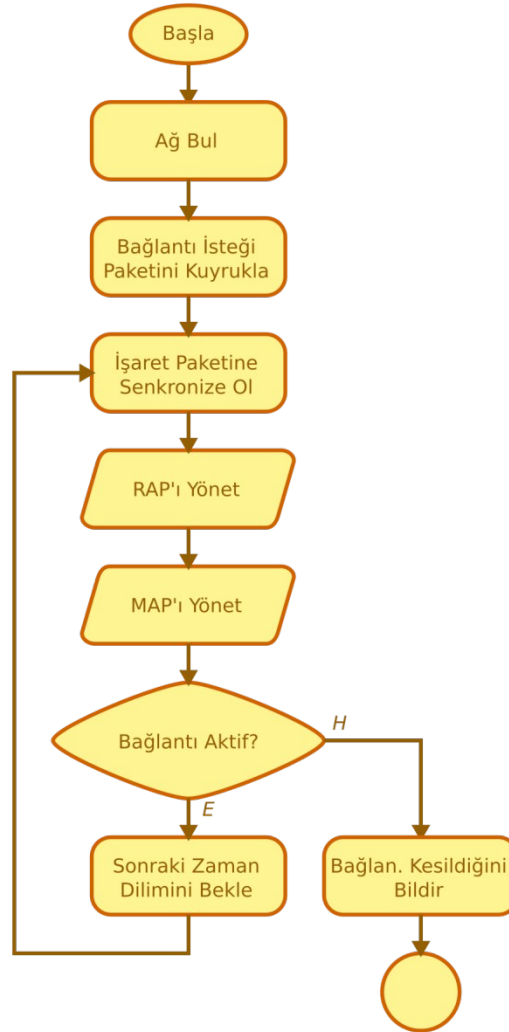 Başla
Ağ Bul
Bağlantı İsteği
Paketini Kuyrukla
İşaret Paketine
Senkronize Ol
RAP'ı Yönet
MAP'ı Yönet
Bağlantı Aktif?
H
E
Sonraki Zaman
Dilimini Bekle
Bağlan. Kesildiğini
Bildir